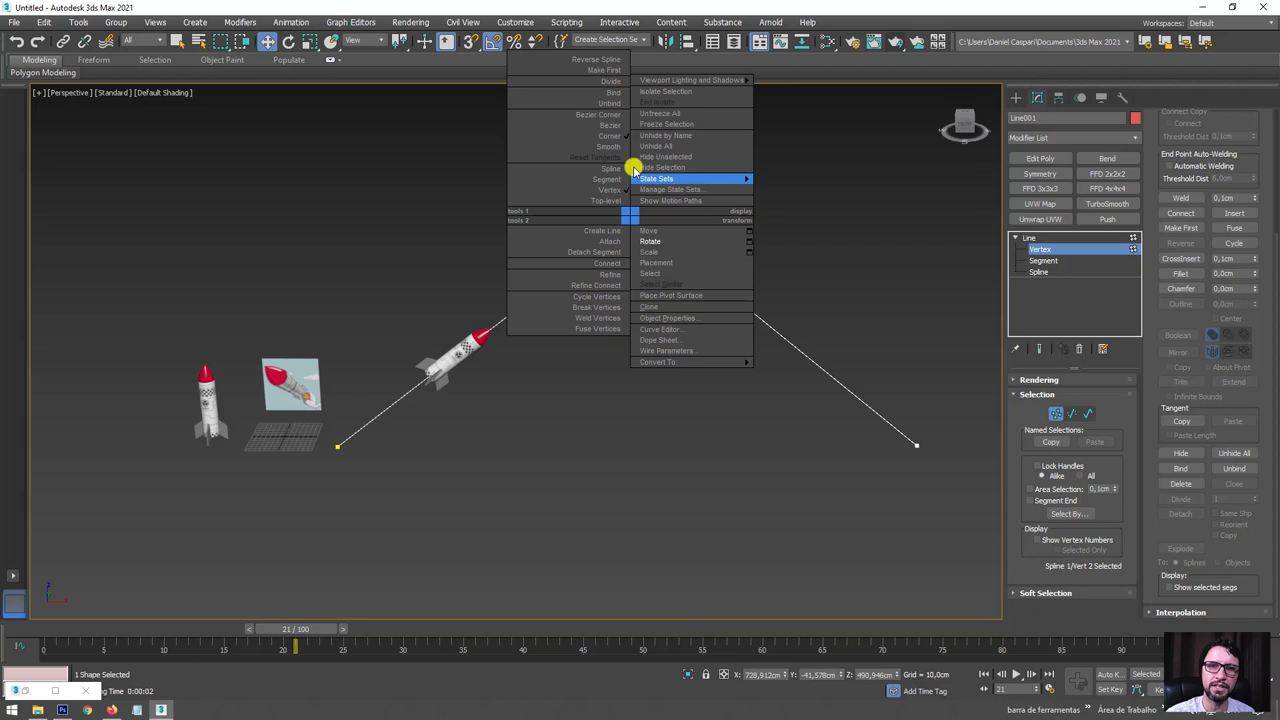 Untitled - Autodesk 3ds Max 2021
File Edit Tools Group Views Create Modifiers Animation Graph Editors Rendering Civil View Customize Scripting Interactive Content Substance Arnold Help
Workspaces: Default
All
View
Create Selection Se
C:\Users\Daniel Caspari\Documents\3ds Max 2021
Modeling Freeform Selection Object Paint Populate
Polygon Modeling
[+] [Perspective] [Standard] [Default Shading]
Reverse Spline
Make First
Divide
Bind
Unbind
Bezier Corner
Bezier
Corner
Smooth
Reset Tangents
Spline
Segment
Vertex
Top-level
Viewport Lighting and Shadows
Isolate Selection
End Isolate
Unfreeze All
Freeze Selection
Unhide by Name
Unhide All
Hide Unselected
Hide Selection
State Sets
Manage State Sets...
Show Motion Paths
tools 1 display
tools 2 transform
Create Line
Attach
Detach Segment
Connect
Refine
Refine Connect
Cycle Vertices
Break Vertices
Weld Vertices
Fuse Vertices
Move
Rotate
Scale
Placement
Select
Select Similar
Place Pivot Surface
Clone
Object Properties...
Curve Editor...
Dope Sheet...
Wire Parameters...
Convert To:
Line001
Modifier List
Edit Poly Bend
Swap Spline FFD 2x2x2
FFD 3x3x3 FFD 4x4x4
UVW Map TurboSmooth
Unwrap UVW Push
Line
Vertex
Segment
Spline
Rendering
Selection
Named Selections:
Copy Paste
Lock Handles
Alike All
Area Selection: 0,1cm
Segment End
Select By...
Display
Show Vertex Numbers
Selected Only
Spline 1/Vert 2 Selected
Soft Selection
Connect Copy
Connect
Threshold Dist 0,1cm
End Point Auto-Welding
Automatic Welding
Threshold Dist 6,0cm
Weld 0,1cm
Connect Insert
Make First Fuse
Reverse Cycle
CrossInsert 0,1cm
Fillet 0,0cm
Chamfer 0,0cm
Outline 0,0cm
Center
Boolean
Mirror
Copy About Pivot
Trim Extend
Infinite Bounds
Tangent
Copy Paste
Paste Length
Hide Unhide All
Bind Unbind
Delete Close
Divide 1
Detach Same Shp
Reorient
Copy
Explode
To: Splines Objects
Display:
Show selected segs
Interpolation
21 / 100
0 5 10 15 20 25 30 35 40 45 50 55 60 65 70 75 80 85 90
1 Shape Selected
Time 0:00:02
X: 728,912cm Y: -41,578cm Z: 490,946cm Grid = 10,0cm
Add Time Tag
21
Auto K...
Set Key
Selected
barra de ferramentas
Área de Trabalho